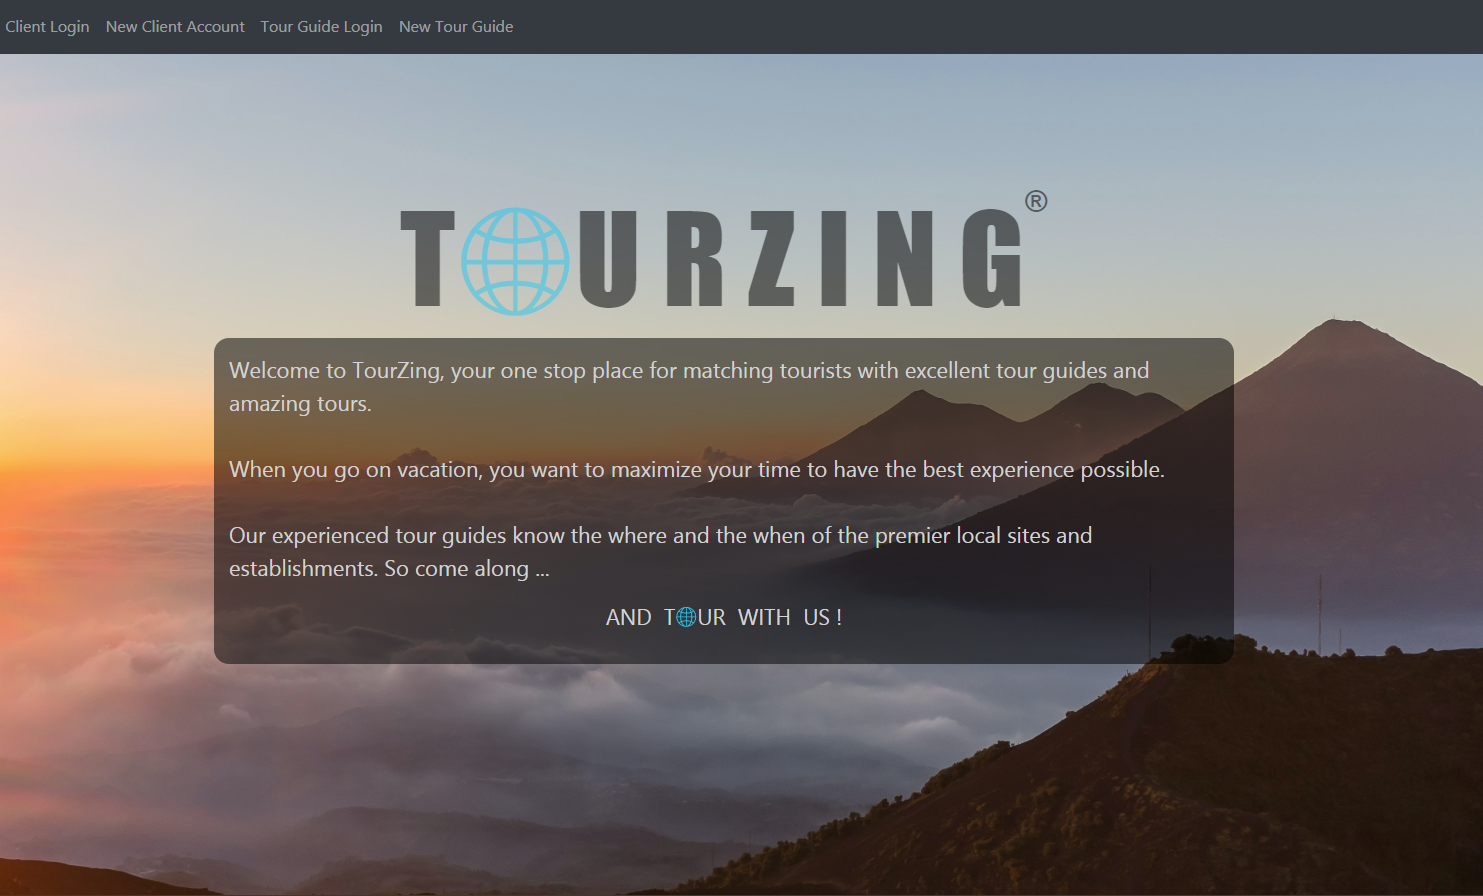 Client Login New Client Account Tour Guide Login New Tour Guide
TOURZING®
Welcome to TourZing, your one stop place for matching tourists with excellent tour guides and
amazing tours.
When you go on vacation, you want to maximize your time to have the best experience possible.
Our experienced tour guides know the where and the when of the premier local sites and
establishments. So come along ...
AND TOUR WITH US !